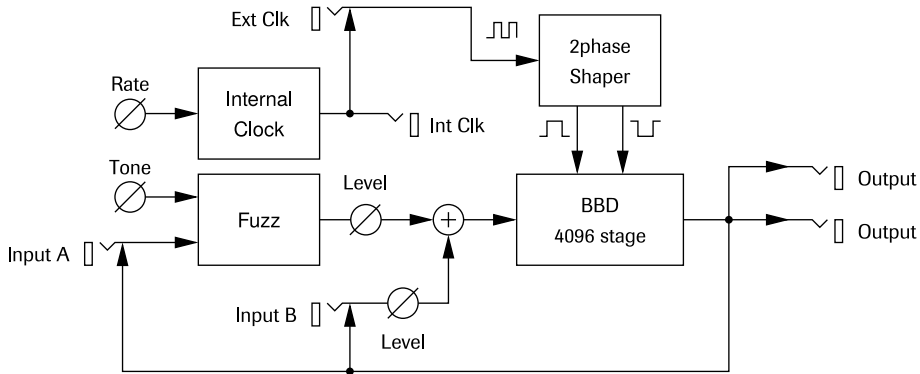 Ext Clk
2phase
Shaper
Rate
Internal
Clock
Int Clk
Tone
Level
Fuzz
BBD
4096 stage
Output
Output
Input A
Input B
Level